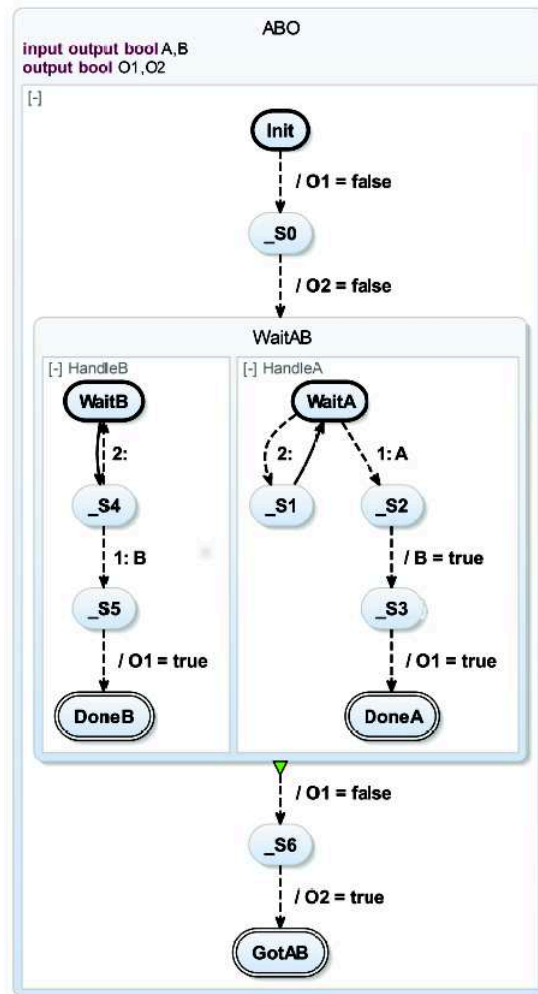 ABO
input output bool A,B
output bool O1,O2
[-]
Init
/ O1 = false
_S0
/ O2 = false
WaitAB
[-] HandleB
WaitB
2:
_S4
1: B
_S5
/ O1 = true
DoneB
[-] HandleA
WaitA
2:
1: A
_S1
_S2
/ B = true
_S3
/ O1 = true
DoneA
/ O1 = false
_S6
/ O2 = true
GotAB